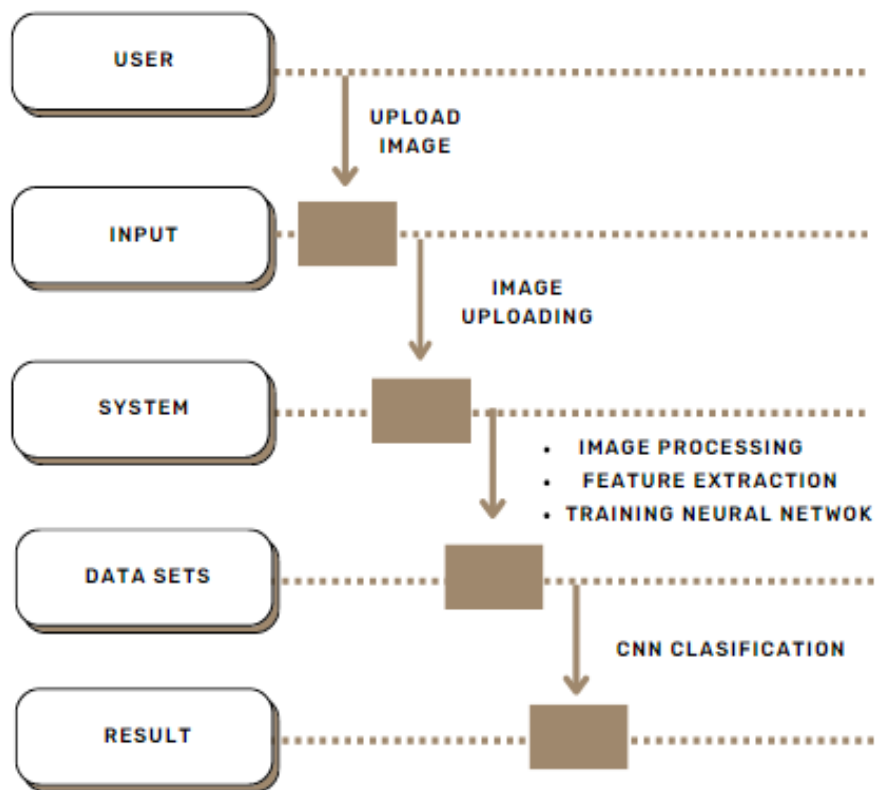 USER
UPLOAD
IMAGE
INPUT
IMAGE
UPLOADING
SYSTEM
• IMAGE PROCESSING
• FEATURE EXTRACTION
• TRAINING NEURAL NETWOK
DATA SETS
CNN CLASIFICATION
RESULT